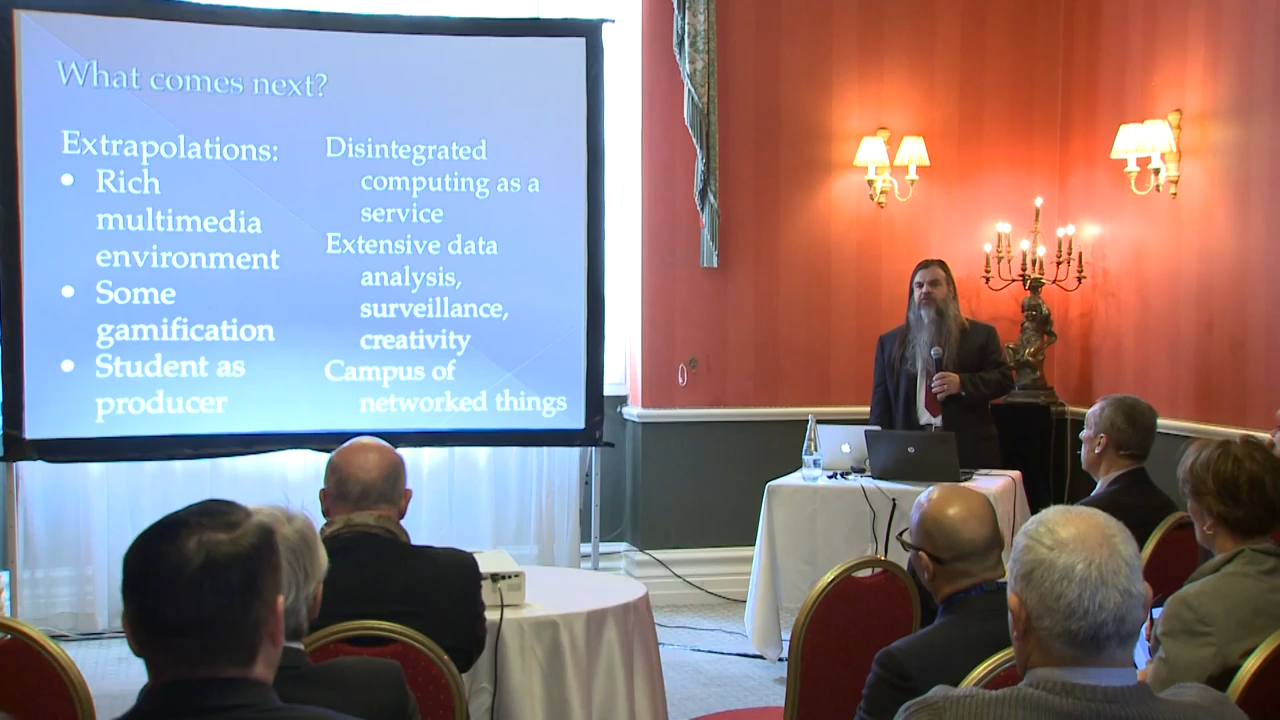 What comes next?
Extrapolations:
• Rich
multimedia
environment
• Some
gamification
• Student as
producer
Disintegrated
computing as a
service
Extensive data
analysis,
surveillance,
creativity
Campus of
networked things
hp